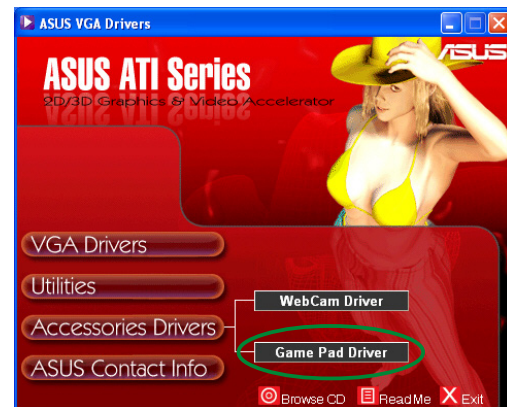 ASUS VGA Drivers
ASUS
ASUS ATI Series
2D/3D Graphics & Video Accelerator
VGA Drivers
Utilities
WebCam Driver
Accessories Drivers
Game Pad Driver
ASUS Contact Info
Browse CD ReadMe Exit